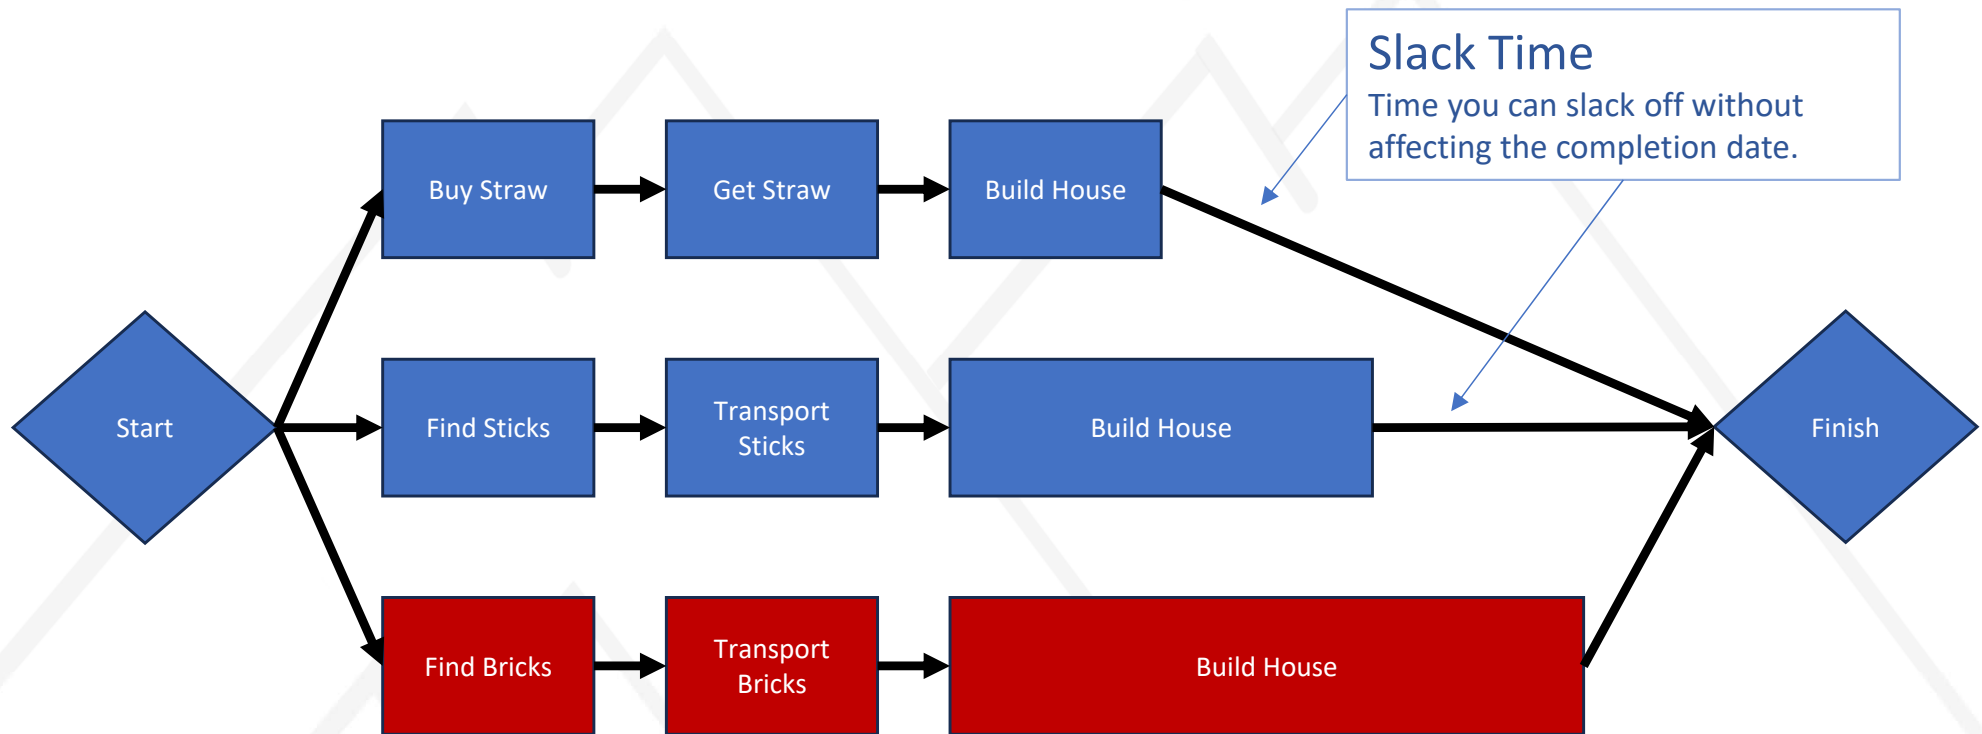 Slack Time
Time you can slack off without
affecting the completion date.
Buy Straw
Get Straw
Build House
Start
Find Sticks
Transport
Sticks
Build House
Finish
Find Bricks
Transport
Bricks
Build House